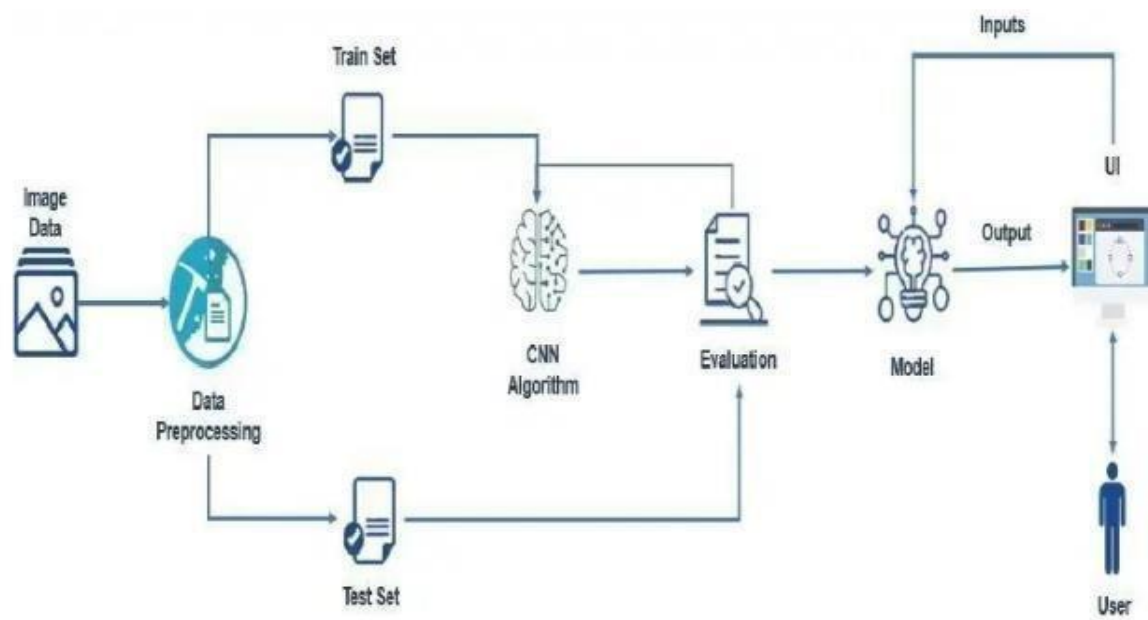 Inputs
Train Set
UI
Image
Data
Output
CNN
Algorithm
Evaluation
Model
Data
Preprocessing
Test Set
User